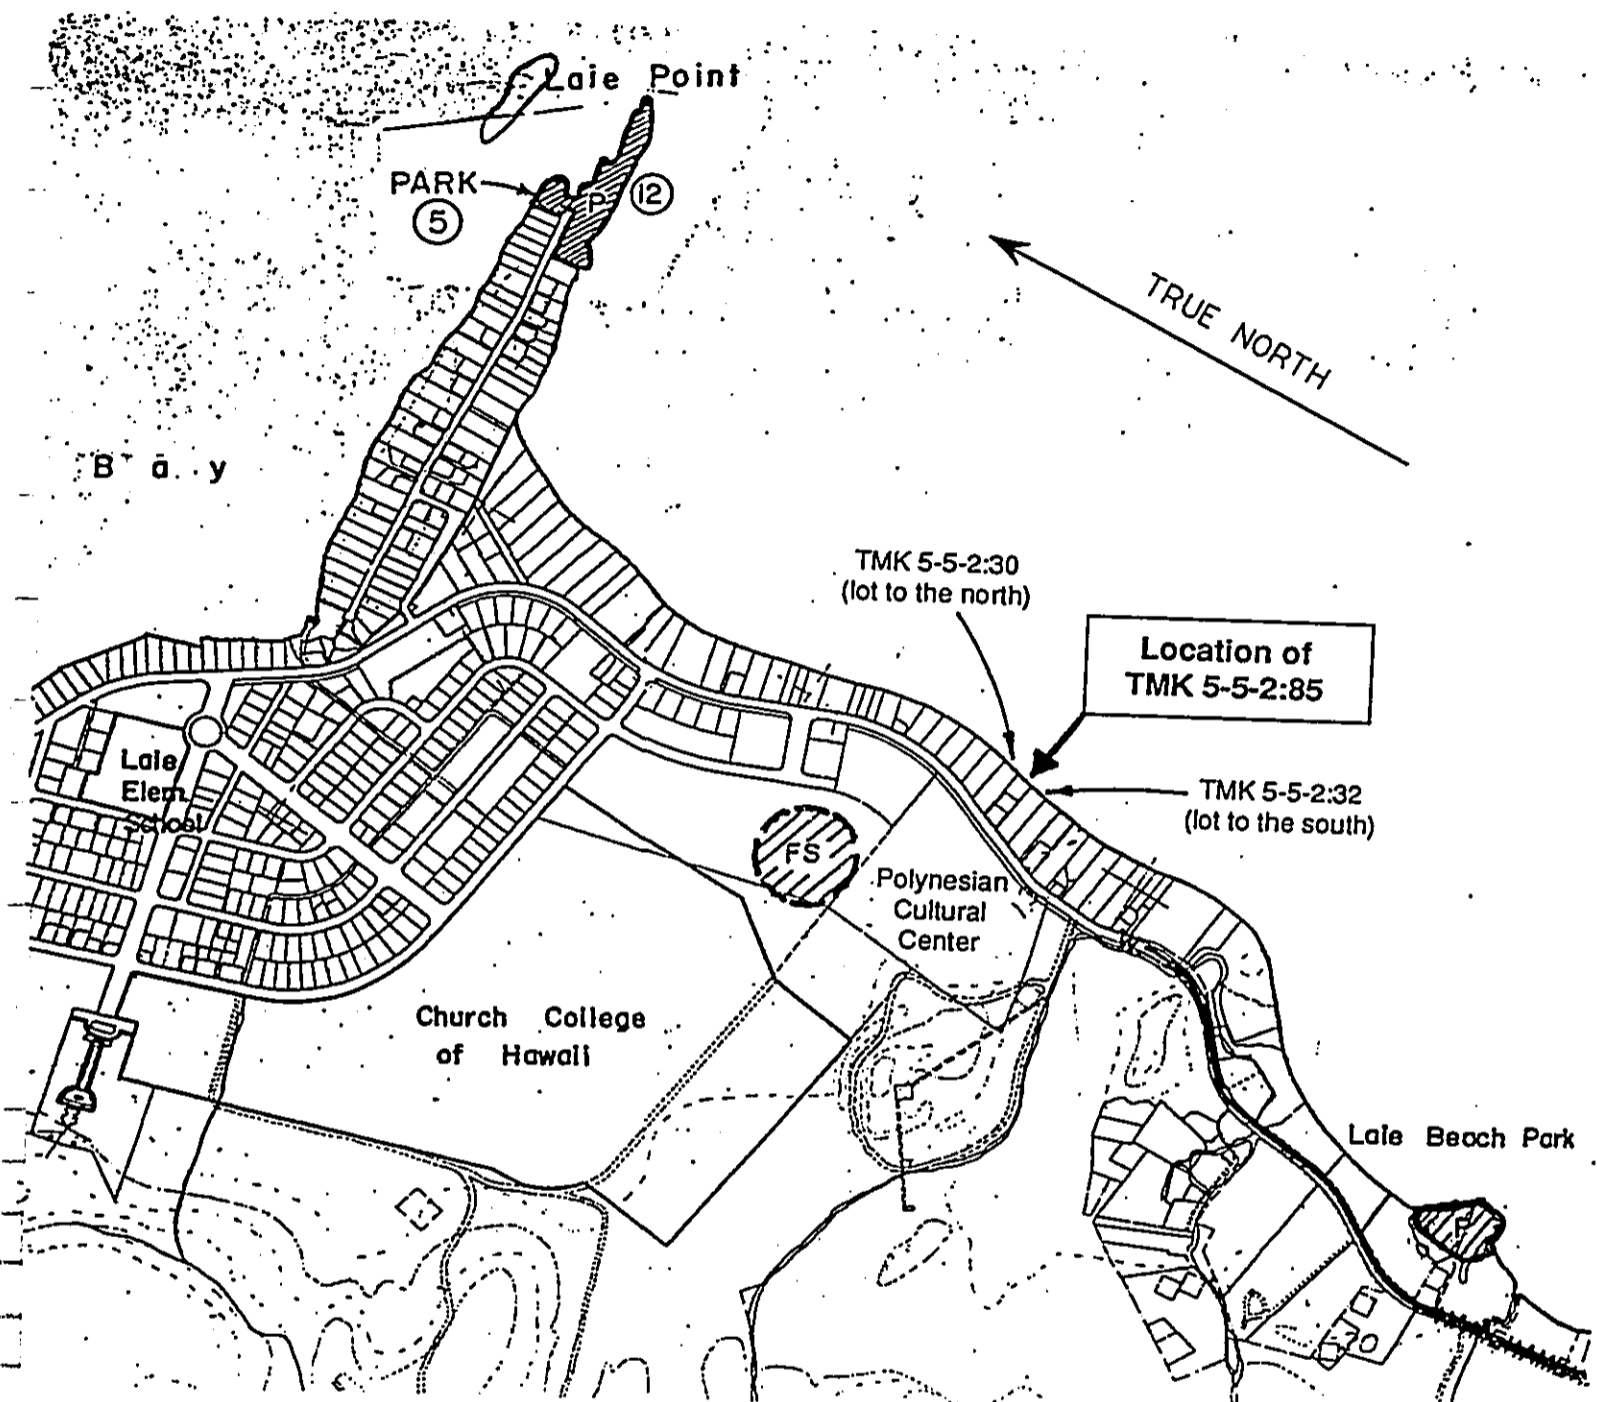 Laie Point
PARK
5
P
12
TRUE NORTH
B a y
TMK 5-5-2:30
(lot to the north)
Location of
TMK 5-5-2:85
TMK 5-5-2:32
(lot to the south)
Laie
Elem.
School
FS
Polynesian
Cultural
Center
Church College
of Hawaii
Laie Beach Park
P